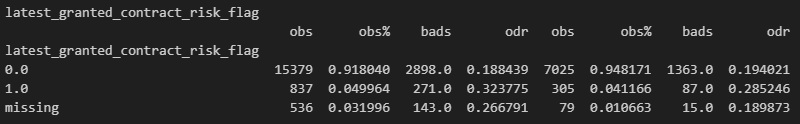 latest_granted_contract_risk_flag
obs obs% bads odr obs obs% bads odr
latest_granted_contract_risk_flag
0.0 15379 0.918040 2898.0 0.188439 7025 0.948171 1363.0 0.194021
1.0 837 0.049964 271.0 0.323775 305 0.041166 87.0 0.285246
missing 536 0.031996 143.0 0.266791 79 0.010663 15.0 0.189873